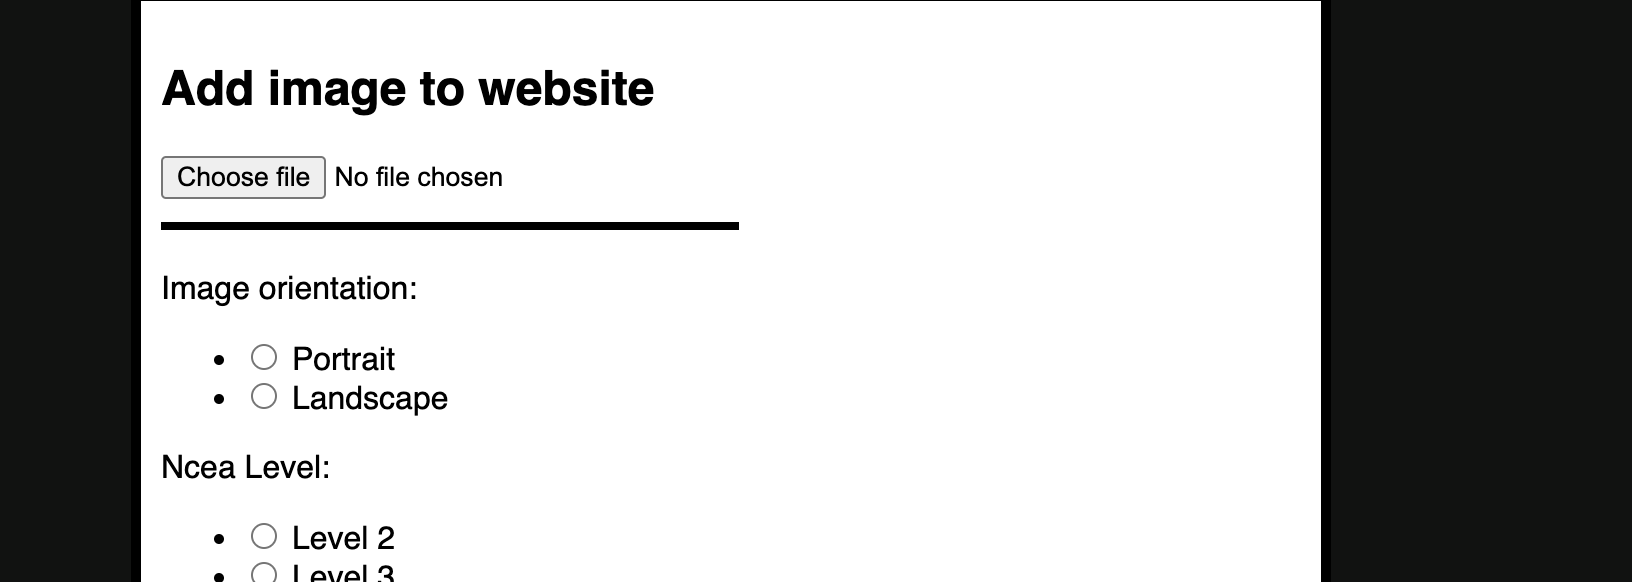 Add image to website
Choose file No file chosen
Image orientation:
• Portrait
• Landscape
Ncea Level:
• Level 2
• Level 3